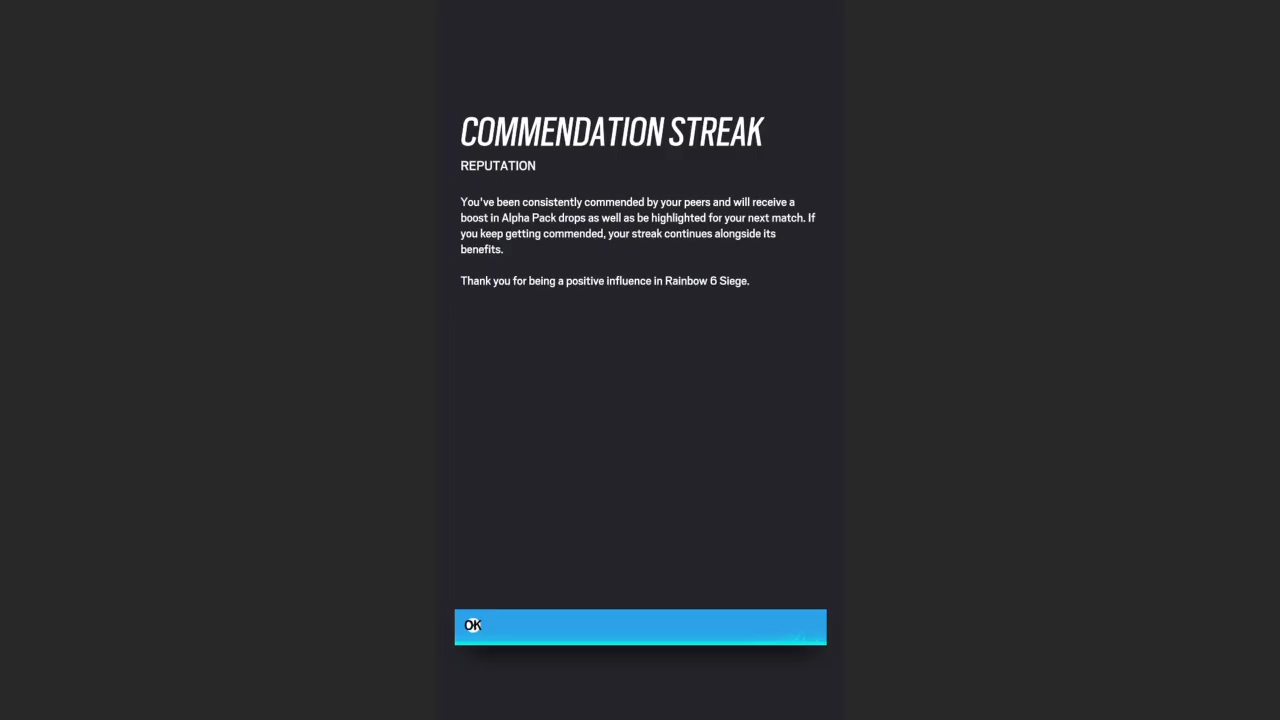 COMMENDATION STREAK
REPUTATION
You've been consistently commended by your peers and will receive a
boost in Alpha Pack drops as well as be highlighted for your next match. If
you keep getting commended, your streak continues alongside its
benefits.
Thank you for being a positive influence in Rainbow 6 Siege.
OK